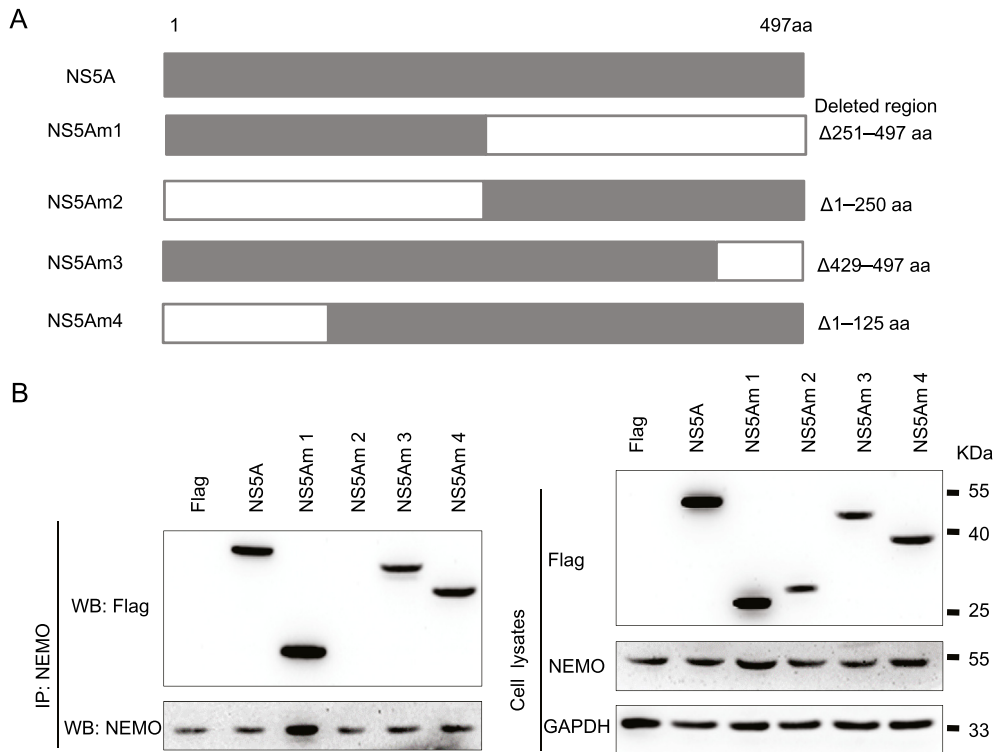 A
1 497aa
NS5A
Deleted region
NS5Am1 Δ251–497 aa
NS5Am2 Δ1–250 aa
NS5Am3 Δ429–497 aa
NS5Am4 Δ1–125 aa
B
Flag NS5A NS5Am 1 NS5Am 2 NS5Am 3 NS5Am 4
IP: NEMO
WB: Flag
WB: NEMO
Flag NS5A NS5Am 1 NS5Am 2 NS5Am 3 NS5Am 4
KDa
Cell lysates
Flag
55
40
25
NEMO 55
GAPDH 33